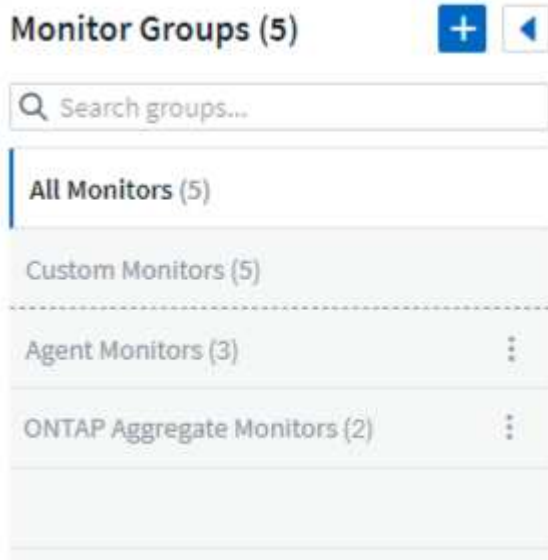 Monitor Groups (5)
Search groups...
All Monitors (5)
Custom Monitors (5)
Agent Monitors (3)
ONTAP Aggregate Monitors (2)